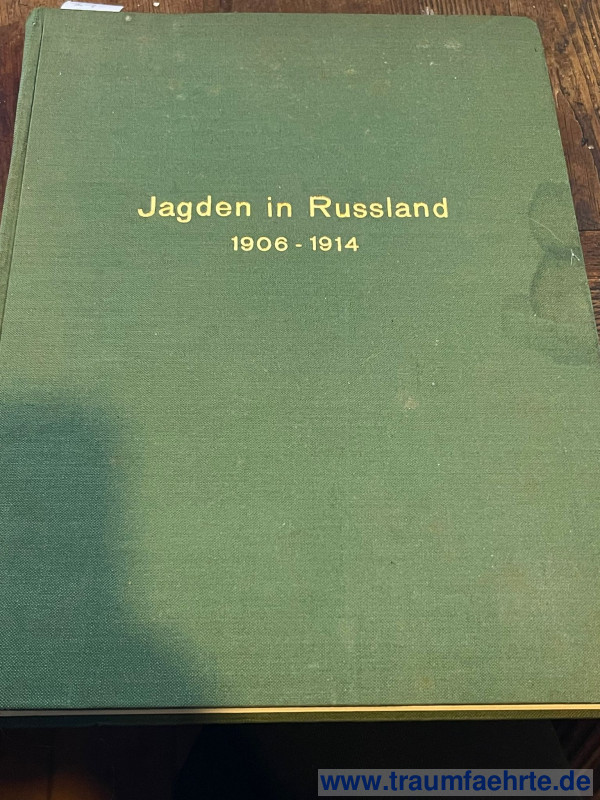 Jagden in Russland
1906 - 1914
www.traumfaehrte.de